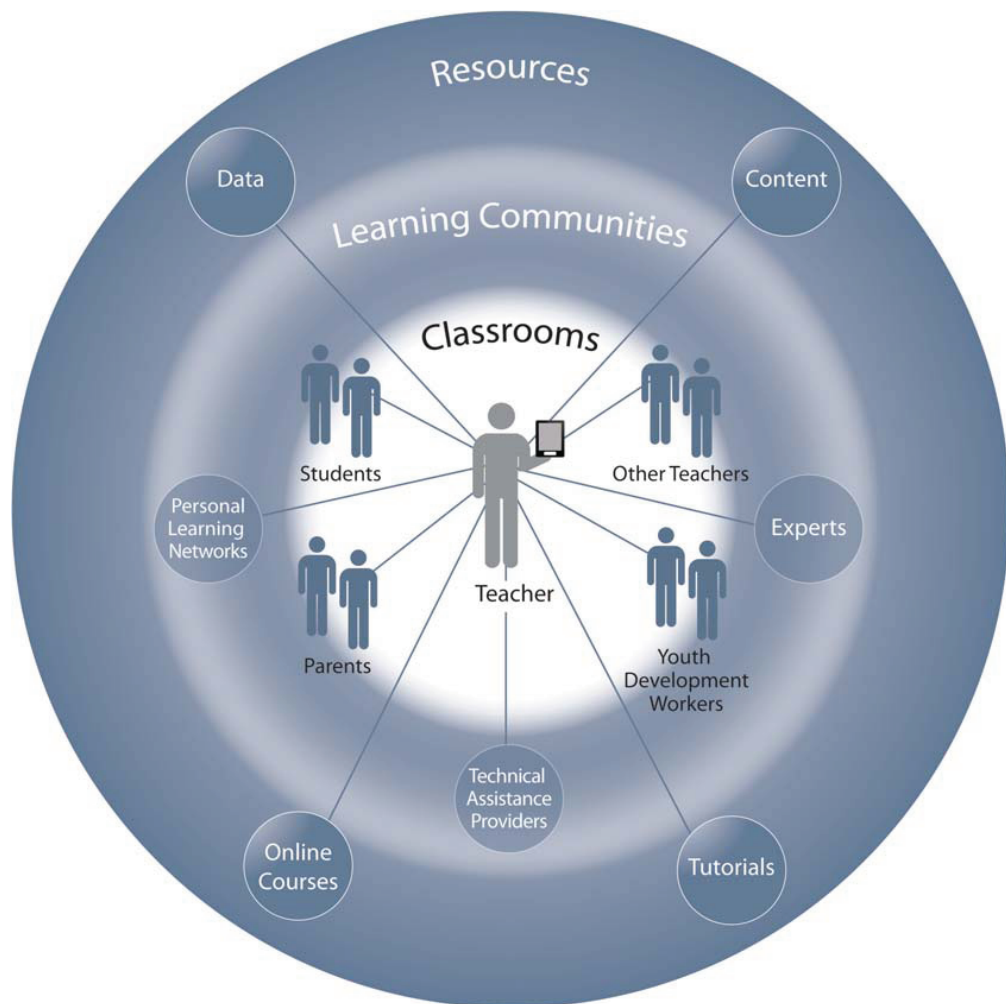 Resources
Data
Content
Learning Communities
Classrooms
Students
Other Teachers
Personal
Learning
Networks
Experts
Teacher
Parents
Youth
Development
Workers
Technical
Assistance
Providers
Online
Courses
Tutorials